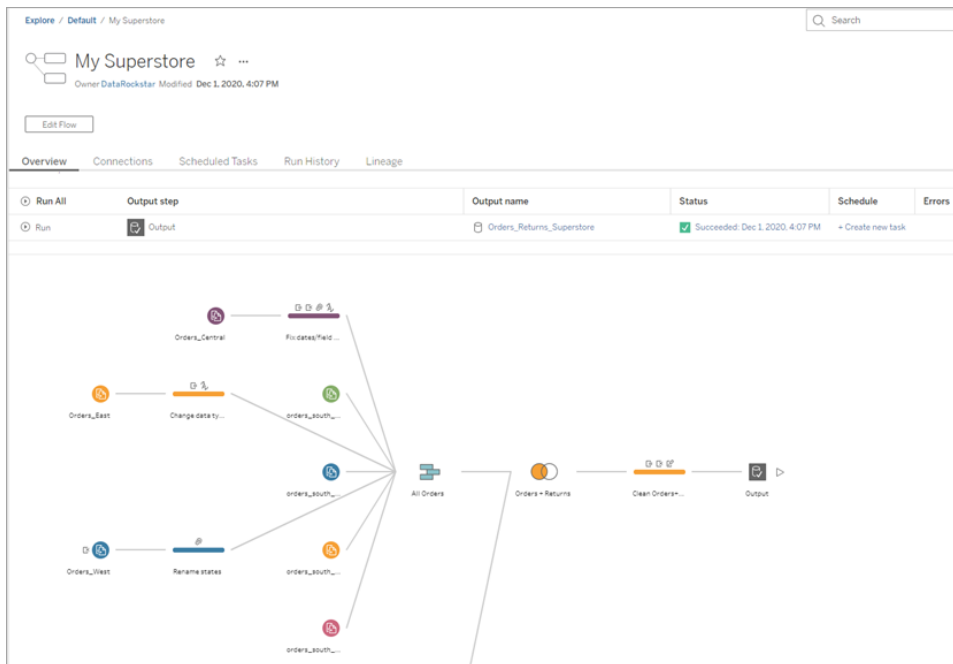 Explore / Default / My Superstore
Search
My Superstore
Owner DataRockstar Modified Dec 1, 2020, 4:07 PM
Edit Flow
Overview Connections Scheduled Tasks Run History Lineage
Run All Output step Output name Status Schedule Errors
Run Output Orders_Returns_Superstore Succeeded: Dec 1, 2020, 4:07 PM + Create new task
Orders_Central Fix dates/field ...
Orders_East Change data ty... orders_south_...
orders_south_... All Orders Orders + Returns Clean Orders+... Output
Orders_West Rename states orders_south_...
orders_south_...